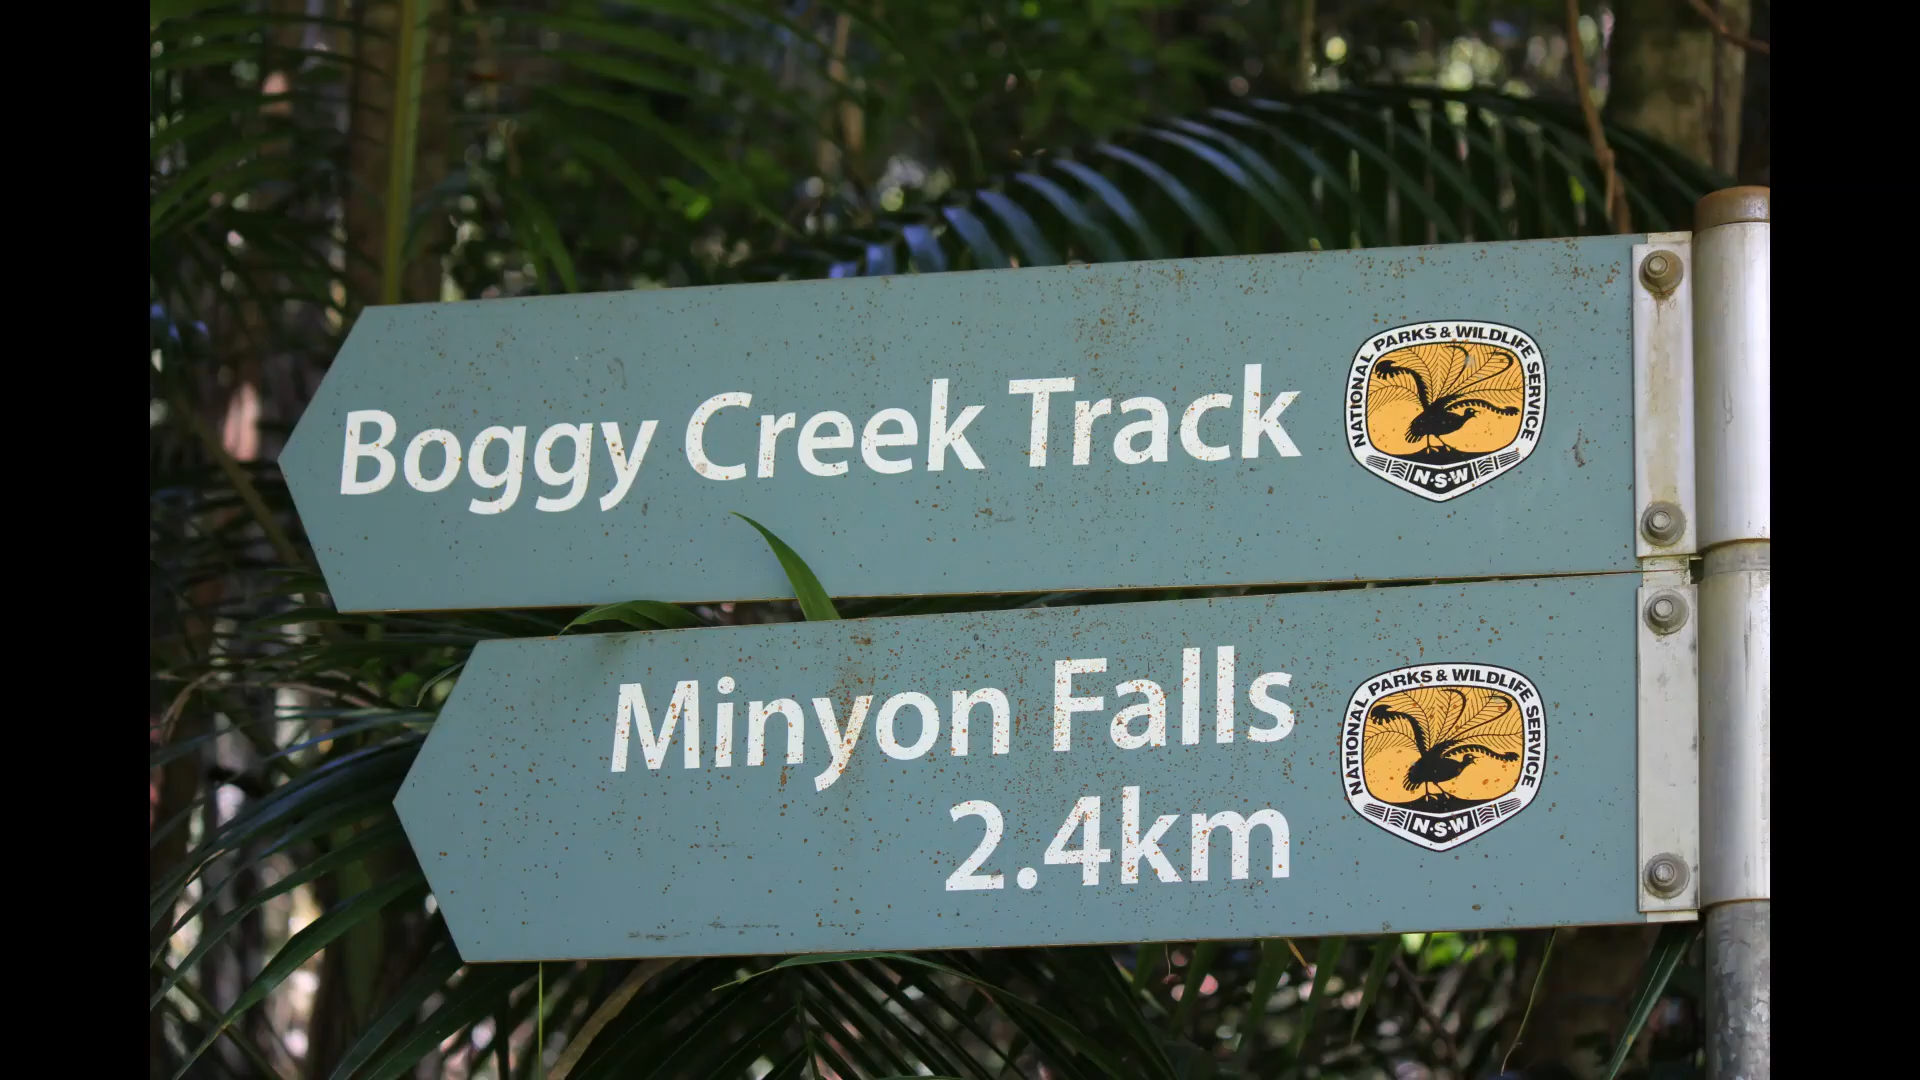 Boggy Creek Track
NATIONAL PARKS & WILDLIFE SERVICE
N·S·W
Minyon Falls
2.4km
NATIONAL PARKS & WILDLIFE SERVICE
N·S·W